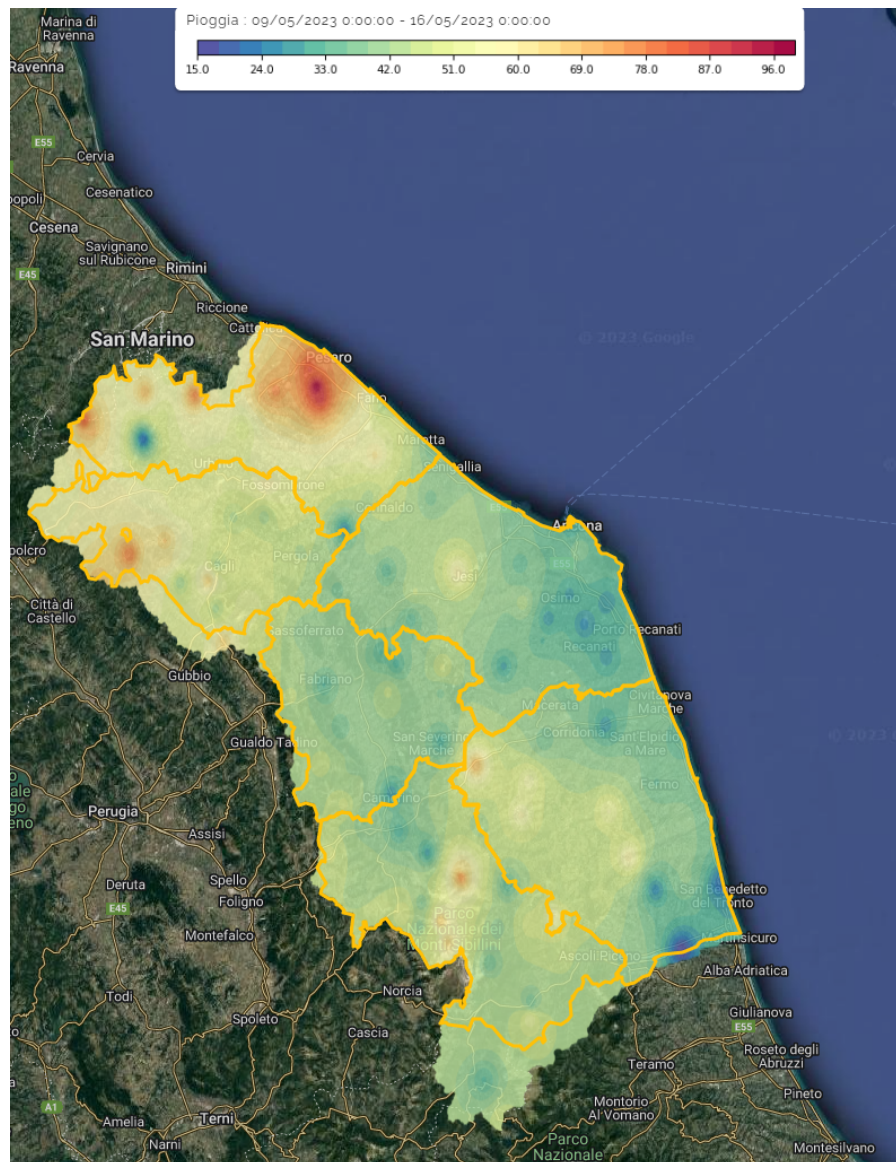 Pioggia : 09/05/2023 0:00:00 - 16/05/2023 0:00:00
15.0 24.0 33.0 42.0 51.0 60.0 69.0 78.0 87.0 96.0
Marina di
Ravenna
Ravenna
E55
Cervia
Cesenatico
Cesena
Savignano
sul Rubicone
Rimini
E45
Riccione
Cattolica
San Marino
© 2023 Google
Pesaro
Fano
Marotta
Senigallia
Urbino
Fossombrone
Corinaldo
E55
Ancona
Cagli
Pergola
Jesi
E55
Osimo
Città di
Castello
Sassoferrato
Porto Recanati
Recanati
Gubbio
Fabriano
Civitanova
Marche
Macerata
Corridonia
Sant'Elpidio
a Mare
© 2023
Gualdo Tadino
San Severino
Marche
Fermo
Camerino
Perugia
Assisi
Deruta
Spello
Foligno
E45
San Benedetto
del Tronto
Montefalco
Parco
Nazionale dei
Monti Sibillini
Martinsicuro
Ascoli Piceno
Alba Adriatica
Norcia
Todi
Giulianova
Spoleto
Cascia
E55
Roseto degli
Abruzzi
Teramo
Pineto
A1
Montorio
Al Vomano
Amelia
Terni
Narni
Parco
Nazionale
Montesilvano